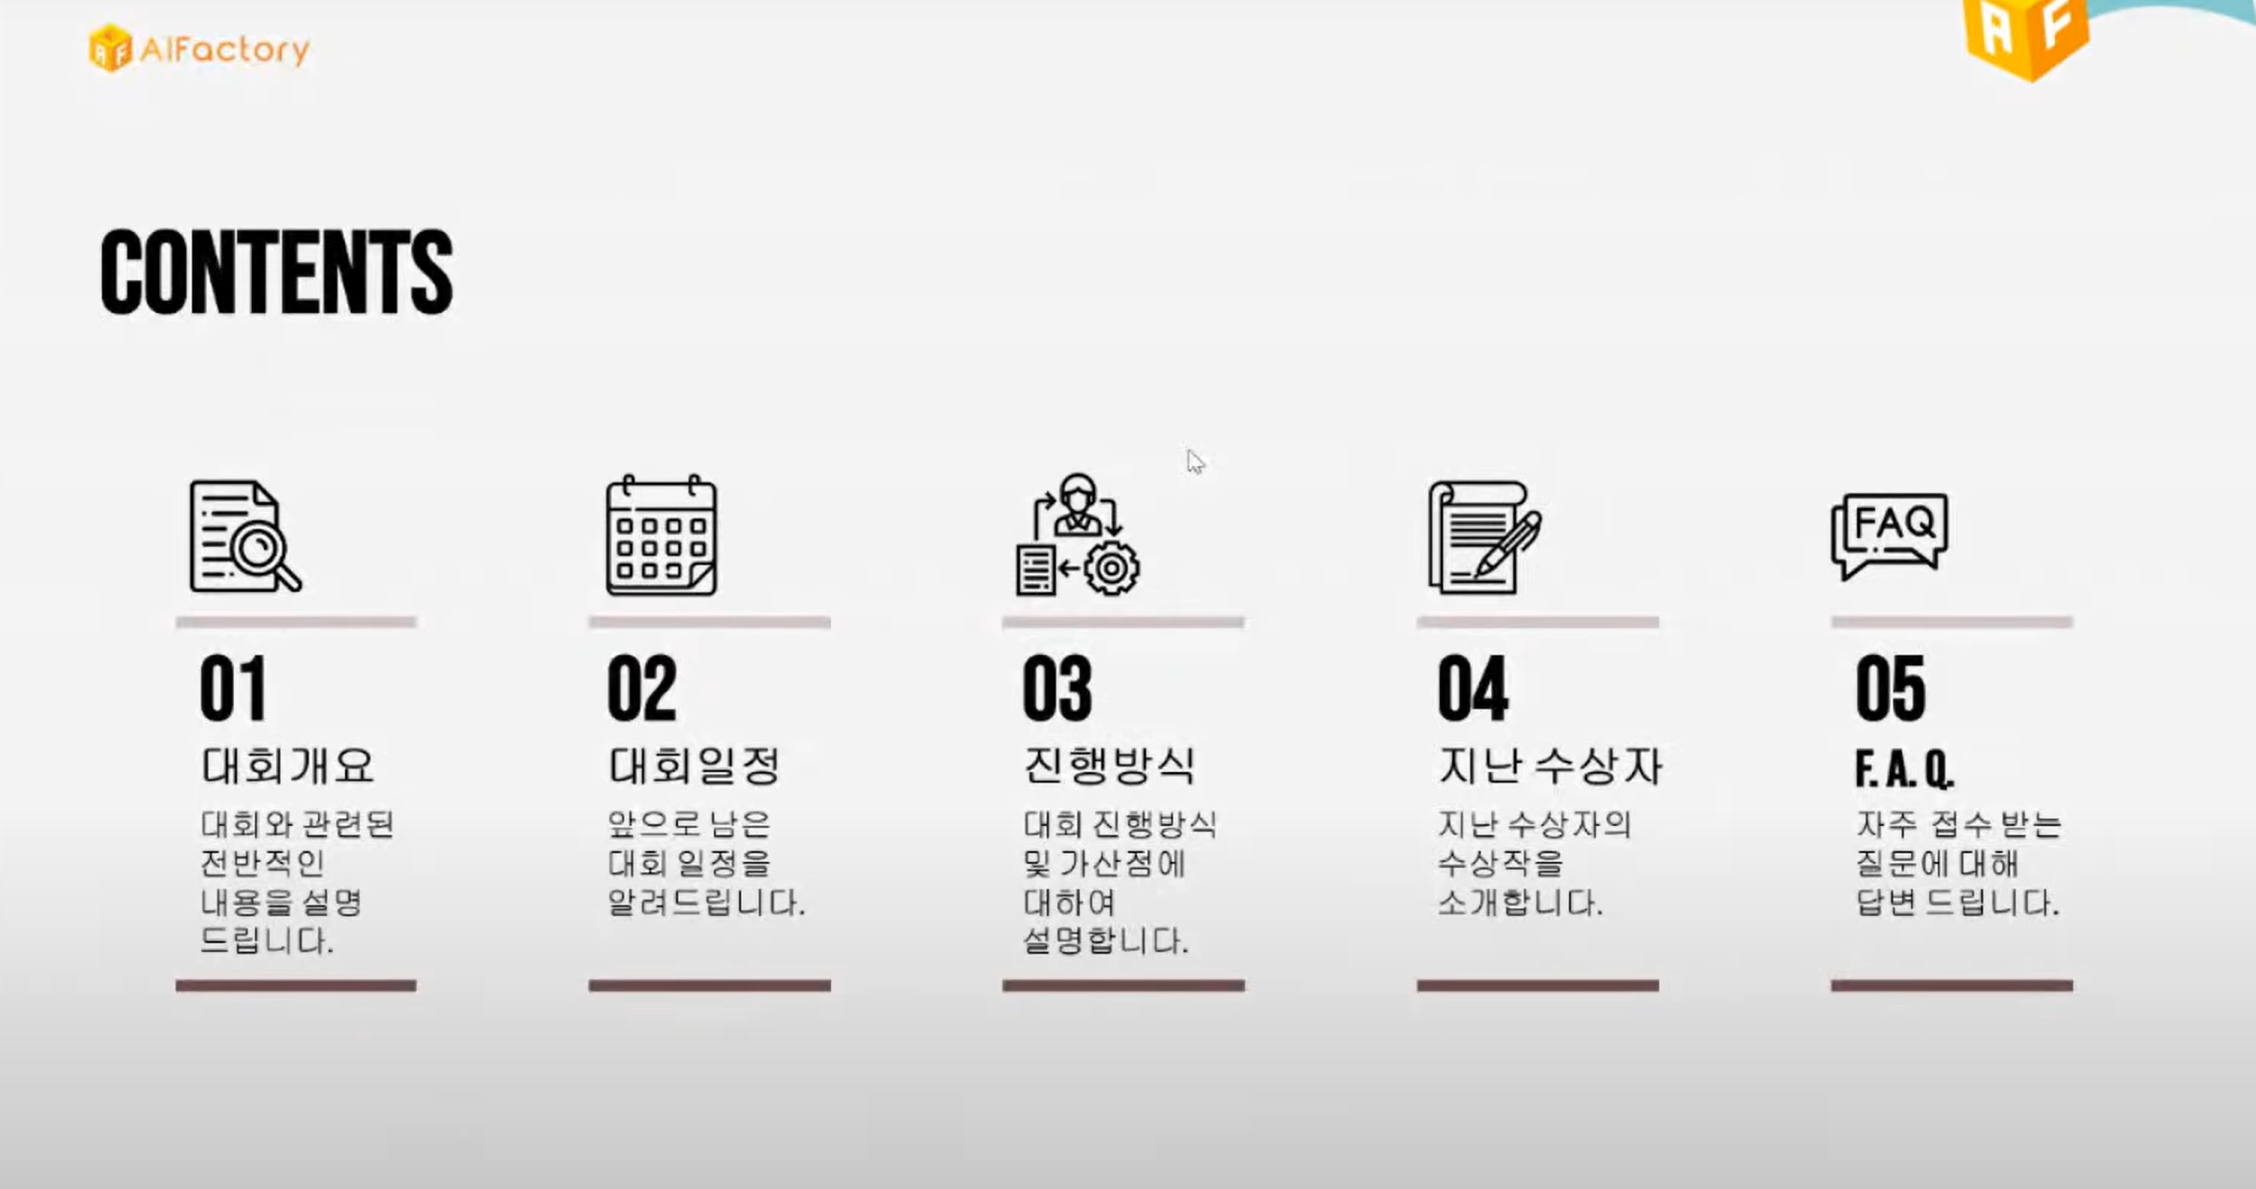 AIFactory
AF
AF
CONTENTS
FAQ
01
대회개요
대회와 관련된
전반적인
내용을 설명
드립니다.
02
대회일정
앞으로 남은
대회 일정을
알려드립니다.
03
진행방식
대회 진행방식
및 가산점에
대하여
설명합니다.
04
지난 수상자
지난 수상자의
수상작을
소개합니다.
05
F.A.Q.
자주 접수 받는
질문에 대해
답변 드립니다.